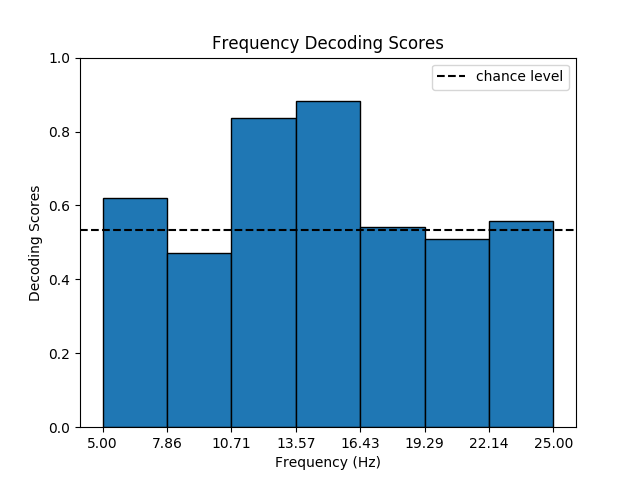 Frequency Decoding Scores
chance level
Decoding Scores
1.0
0.8
0.6
0.4
0.2
0.0
5.00 7.86 10.71 13.57 16.43 19.29 22.14 25.00
Frequency (Hz)